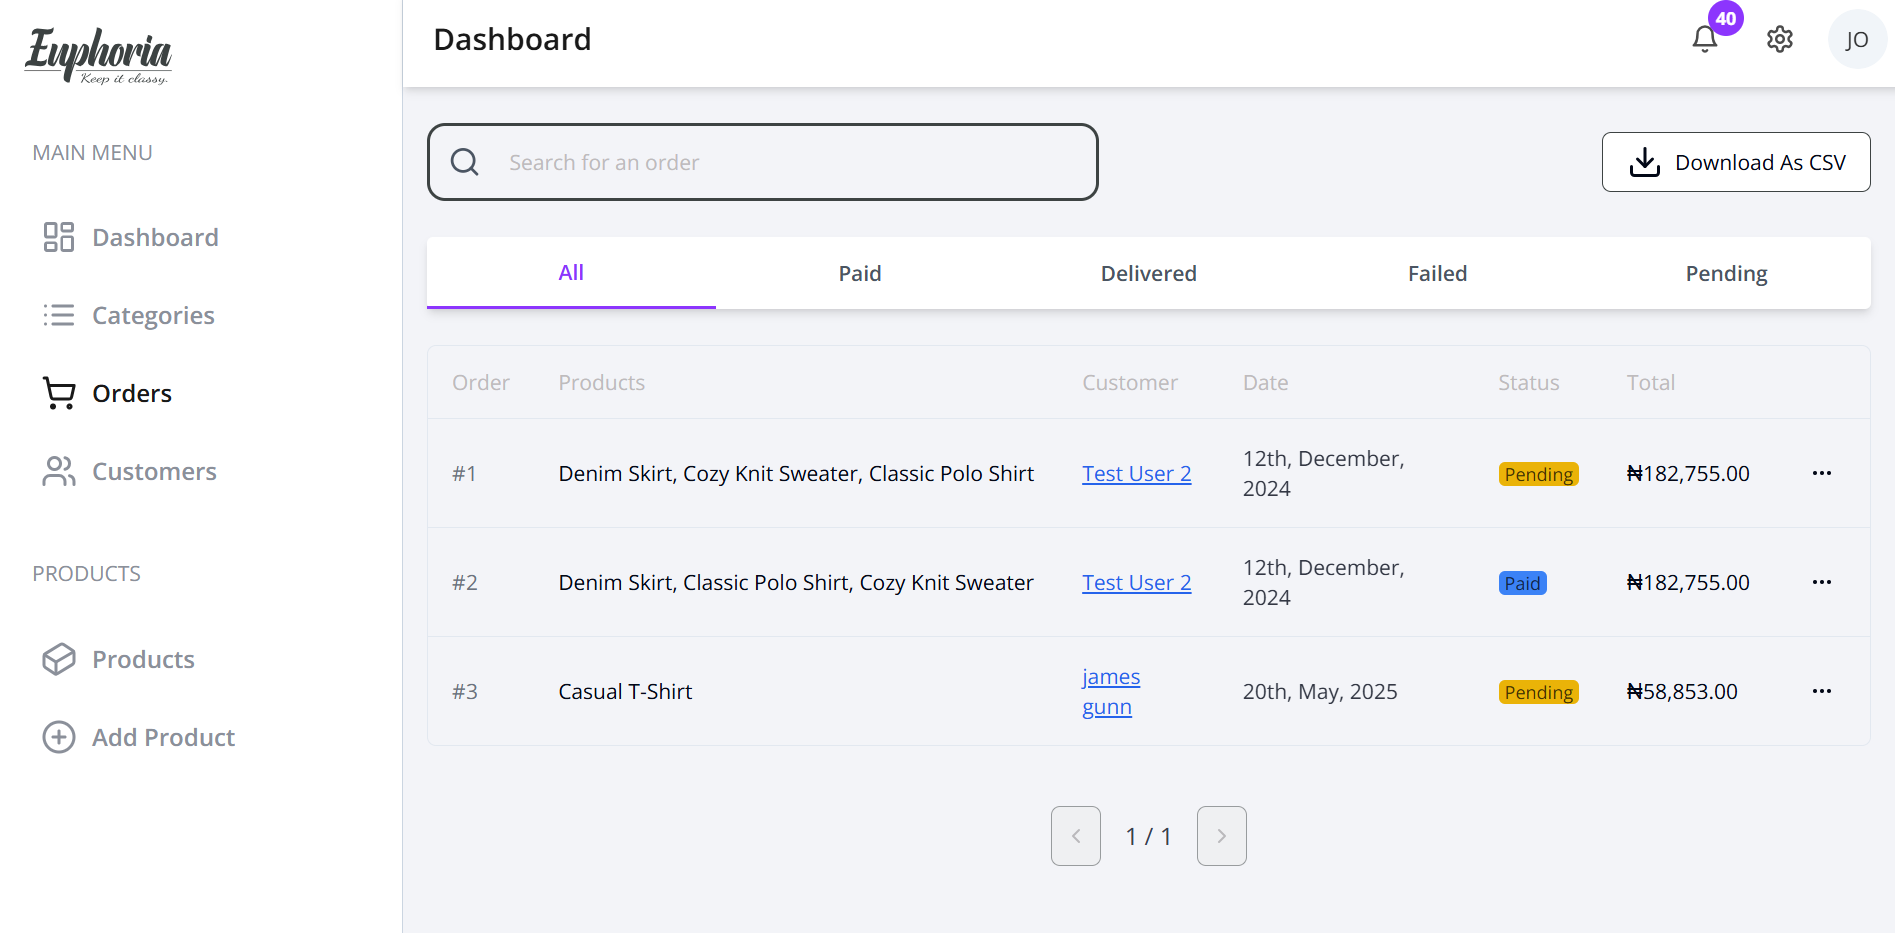 Euphoria
Keep it classy.
Dashboard
40
JO
MAIN MENU
Dashboard
Categories
Orders
Customers
PRODUCTS
Products
Add Product
Search for an order
Download As CSV
All Paid Delivered Failed Pending
Order Products Customer Date Status Total
#1 Denim Skirt, Cozy Knit Sweater, Classic Polo Shirt Test User 2 12th, December, 2024 Pending ₦182,755.00
#2 Denim Skirt, Classic Polo Shirt, Cozy Knit Sweater Test User 2 12th, December, 2024 Paid ₦182,755.00
#3 Casual T-Shirt james gunn 20th, May, 2025 Pending ₦58,853.00
1 / 1